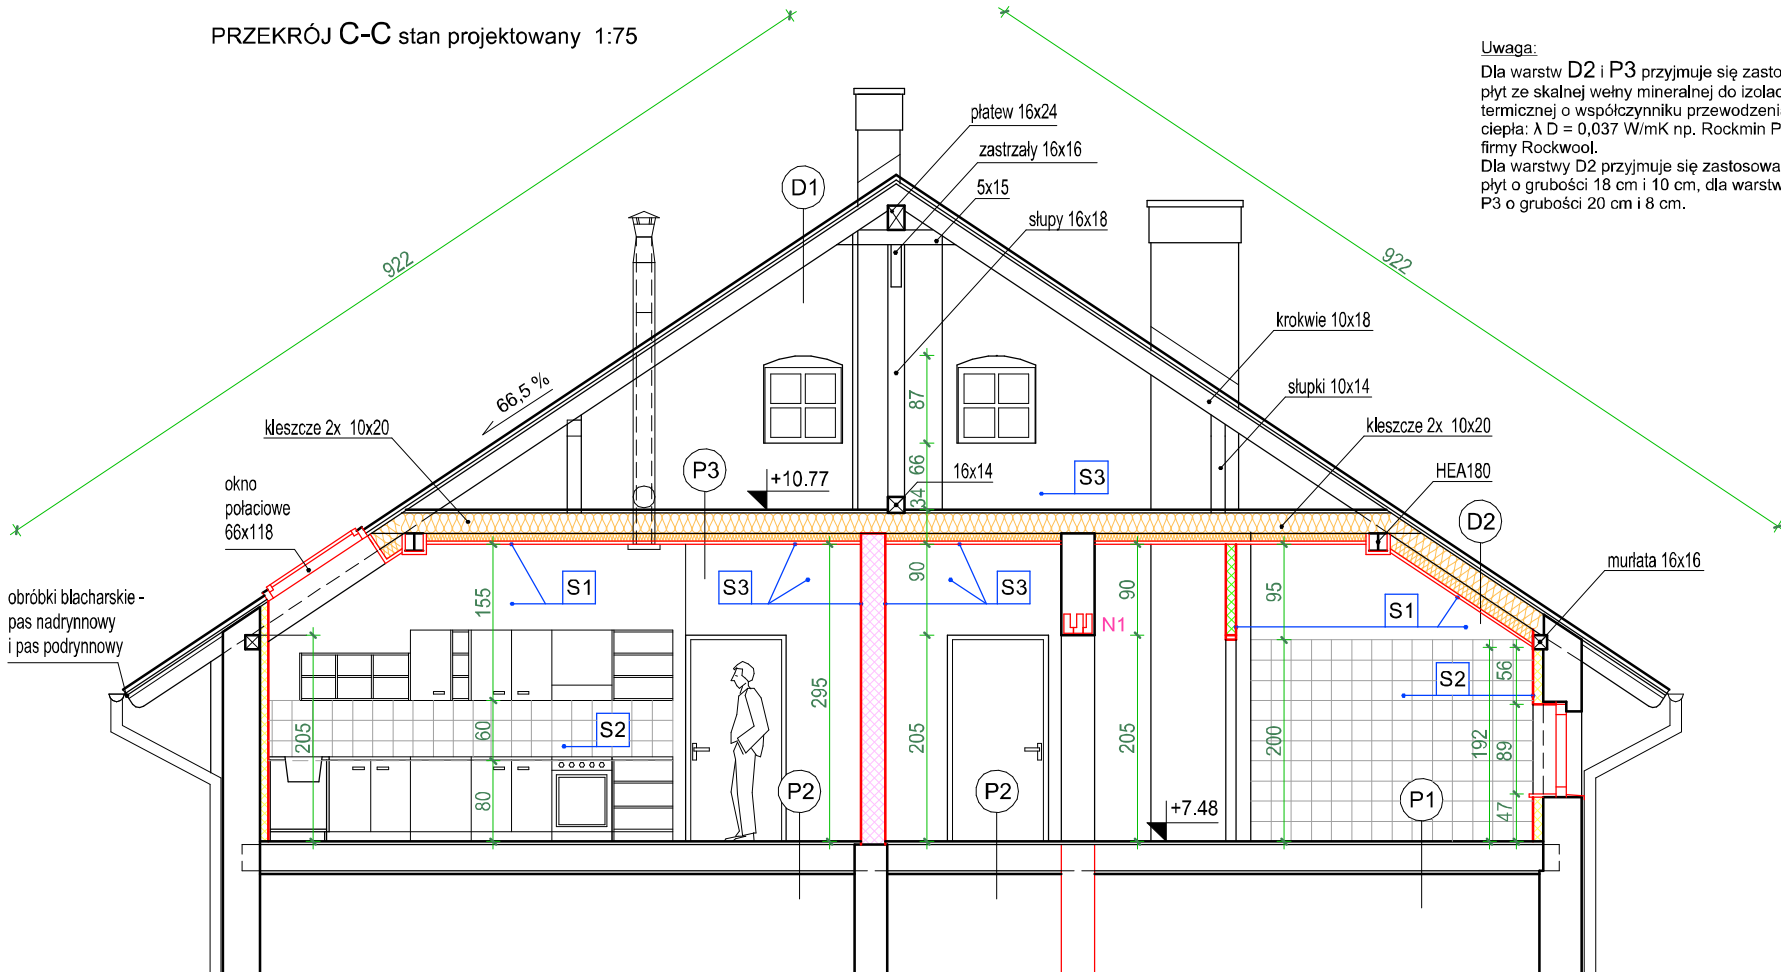 PRZEKRÓJ C-C stan projektowany 1:75
Uwaga:
Dla warstw D2 i P3 przyjmuje się
płyt ze skalnej wełny mineralnej do
termicznej o współczynniku
ciepła: λ D = 0,037 W/mK np. Rockmin
firmy Rockwool.
Dla warstwy D2 przyjmuje się
płyt o grubości 18 cm i 10 cm, dla
P3 o grubości 20 cm i 8 cm.
922
922
płatew 16x24
zastrzały 16x16
5x15
słupy 16x18
D1
krokwie 10x18
słupki 10x14
66,5 %
87
66
34
kleszcze 2x 10x20
kleszcze 2x 10x20
P3
+10.77
16x14
S3
HEA180
D2
okno
połaciowe
66x118
murłata 16x16
obróbki blacharskie -
pas nadrynnowy
i pas podrynnowy
S1
S3
S3
S1
N1
S2
S2
155
60
80
205
295
90
205
90
205
95
200
192
56
89
47
P2
P2
P1
+7.48